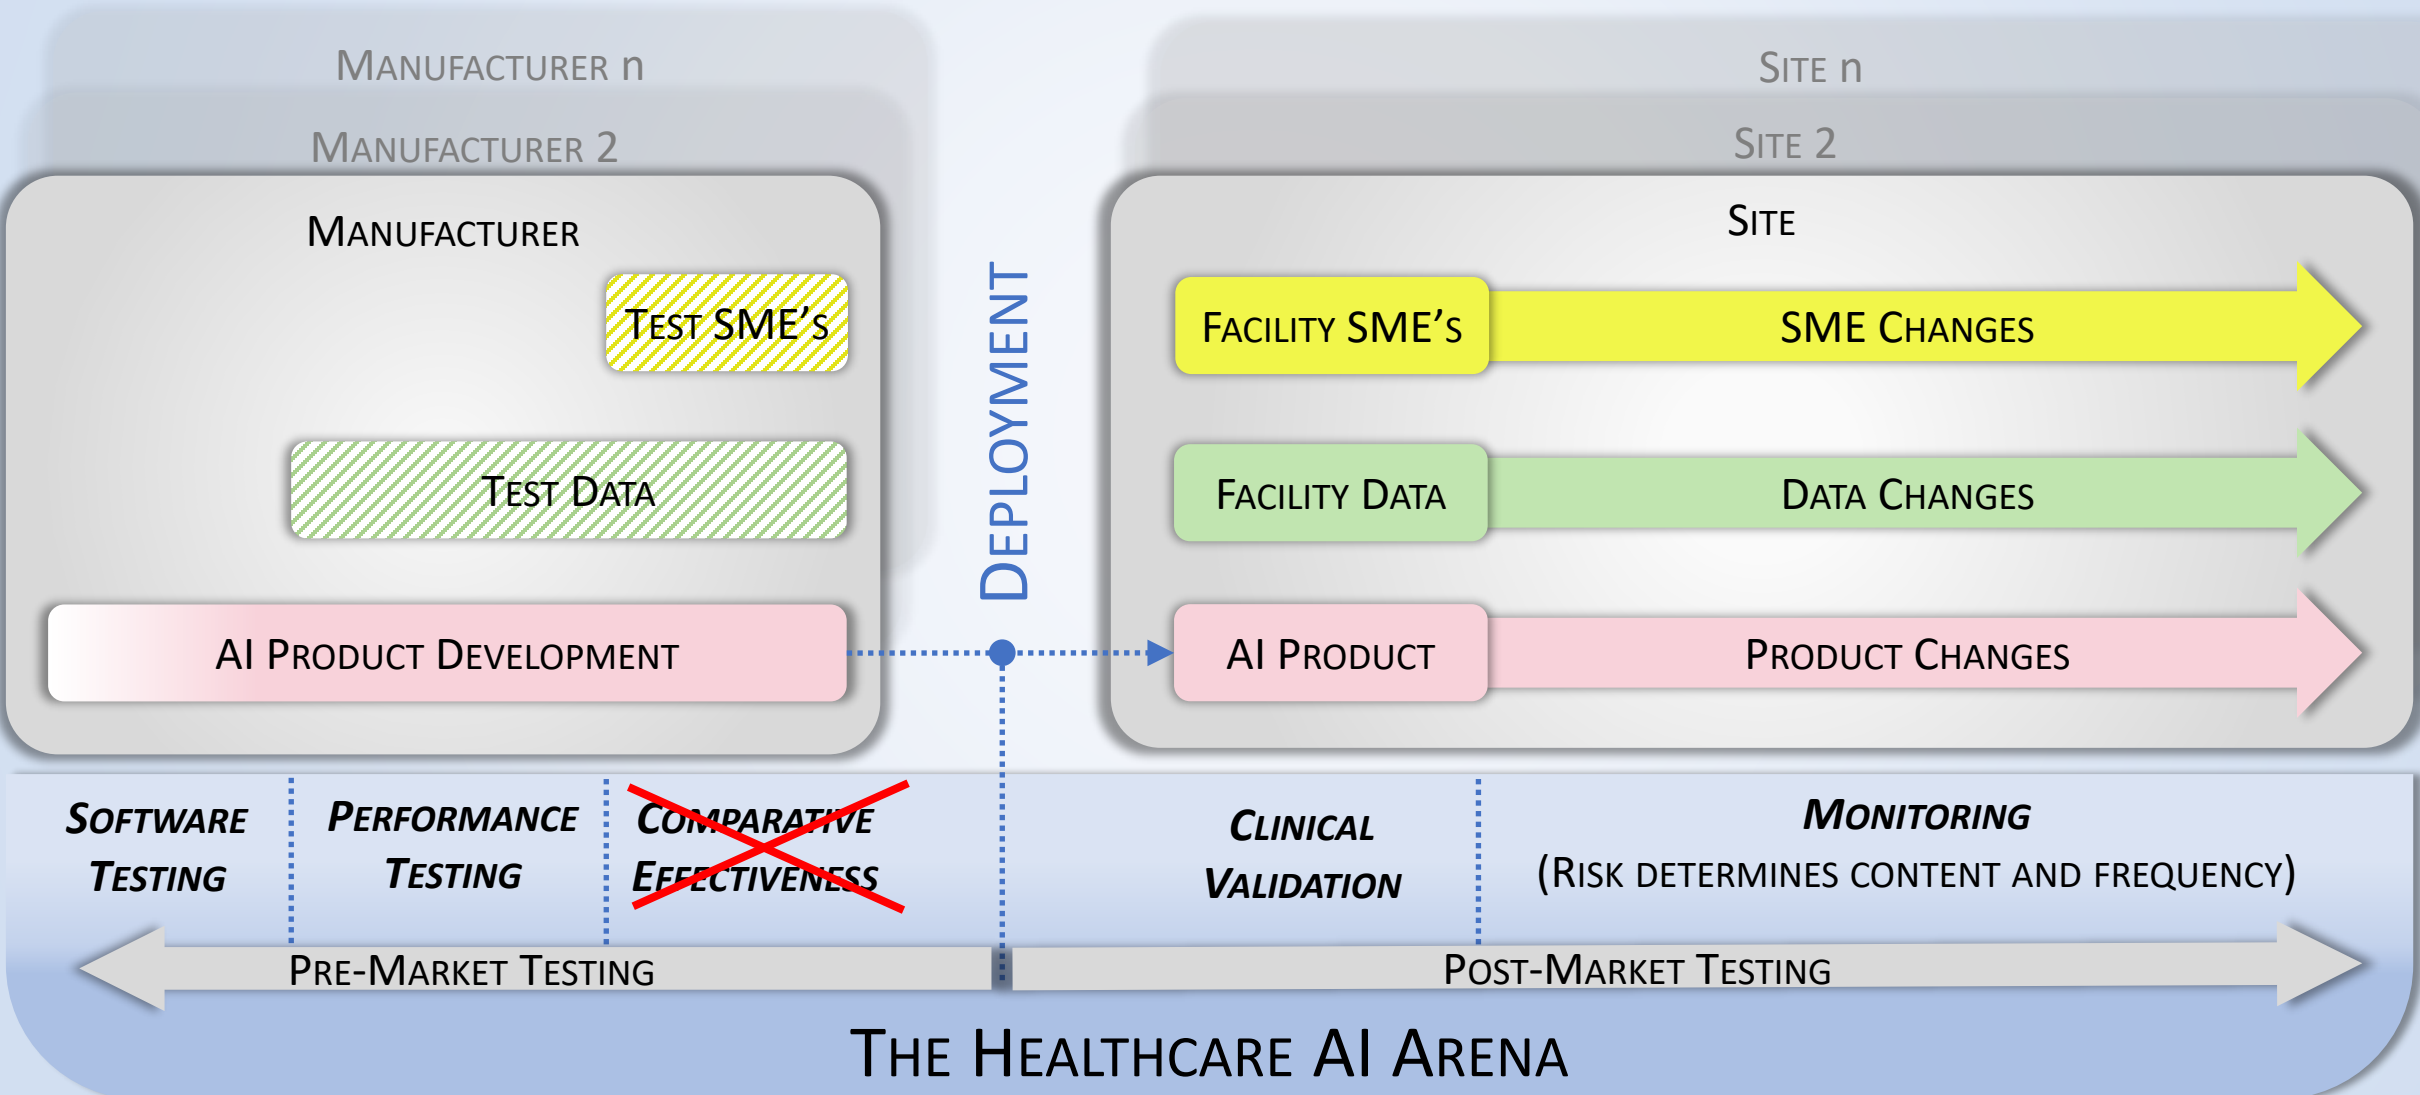 Manufacturer n
Manufacturer 2
Manufacturer
Test SME's
Test Data
AI Product Development
Deployment
Site n
Site 2
Site
Facility SME's
SME Changes
Facility Data
Data Changes
AI Product
Product Changes
Software
Testing
Performance
Testing
Comparative
Effectiveness
Clinical
Validation
Monitoring
(Risk determines content and frequency)
Pre-Market Testing
Post-Market Testing
The Healthcare AI Arena